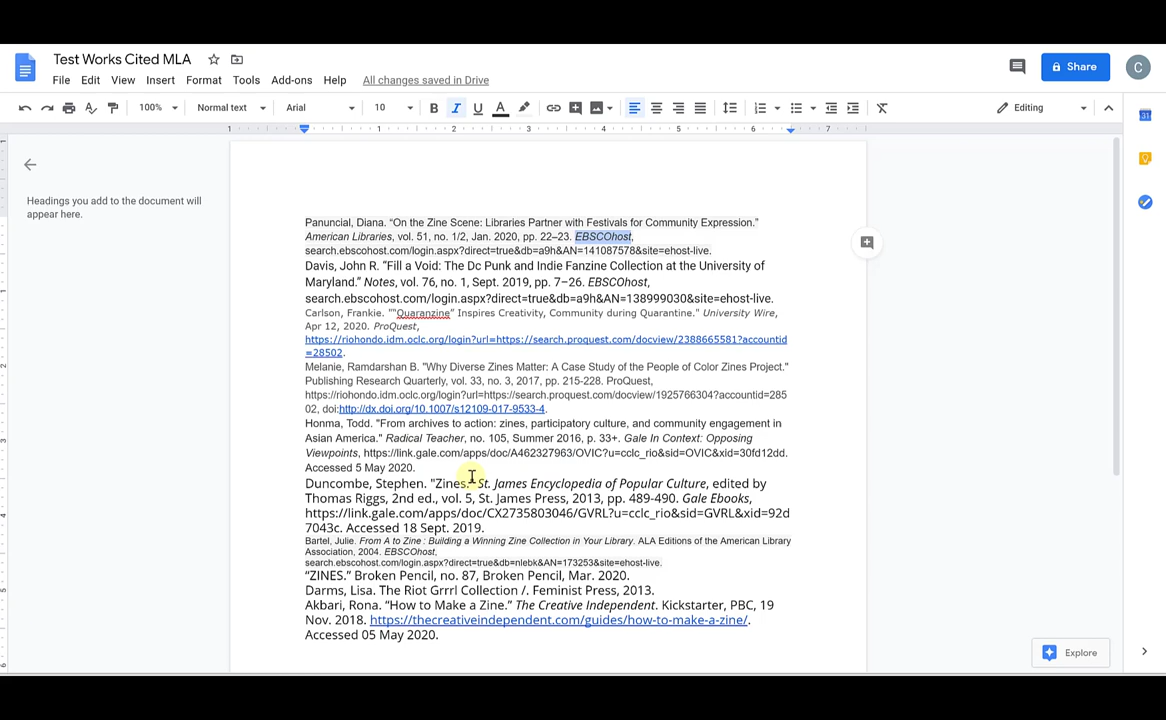 Test Works Cited MLA
File Edit View Insert Format Tools Add-ons Help All changes saved in Drive
Share
C
100% Normal text Arial 10 B I U A Editing
1 1 2 3 4 5 6 7
31
Headings you add to the document will
appear here.
Panuncial, Diana. “On the Zine Scene: Libraries Partner with Festivals for Community Expression.”
American Libraries, vol. 51, no. 1/2, Jan. 2020, pp. 22–23. EBSCOhost,
search.ebscohost.com/login.aspx?direct=true&db=a9h&AN=141087578&site=ehost-live.
Davis, John R. “Fill a Void: The Dc Punk and Indie Fanzine Collection at the University of
Maryland.” Notes, vol. 76, no. 1, Sept. 2019, pp. 7–26. EBSCOhost,
search.ebscohost.com/login.aspx?direct=true&db=a9h&AN=138999030&site=ehost-live.
Carlson, Frankie. "“Quaranzine” Inspires Creativity, Community during Quarantine." University Wire,
Apr 12, 2020. ProQuest,
https://riohondo.idm.oclc.org/login?url=https://search.proquest.com/docview/2388665581?accountid
=28502.
Melanie, Ramdarshan B. "Why Diverse Zines Matter: A Case Study of the People of Color Zines Project."
Publishing Research Quarterly, vol. 33, no. 3, 2017, pp. 215-228. ProQuest,
https://riohondo.idm.oclc.org/login?url=https://search.proquest.com/docview/1925766304?accountid=285
02, doi:http://dx.doi.org/10.1007/s12109-017-9533-4.
Honma, Todd. "From archives to action: zines, participatory culture, and community engagement in
Asian America." Radical Teacher, no. 105, Summer 2016, p. 33+. Gale In Context: Opposing
Viewpoints, https://link.gale.com/apps/doc/A462327963/OVIC?u=cclc_rio&sid=OVIC&xid=30fd12dd.
Accessed 5 May 2020.
Duncombe, Stephen. "Zines." St. James Encyclopedia of Popular Culture, edited by
Thomas Riggs, 2nd ed., vol. 5, St. James Press, 2013, pp. 489-490. Gale Ebooks,
https://link.gale.com/apps/doc/CX2735803046/GVRL?u=cclc_rio&sid=GVRL&xid=92d
7043c. Accessed 18 Sept. 2019.
Bartel, Julie. From A to Zine : Building a Winning Zine Collection in Your Library. ALA Editions of the American Library
Association, 2004. EBSCOhost,
search.ebscohost.com/login.aspx?direct=true&db=nlebk&AN=173253&site=ehost-live.
“ZINES.” Broken Pencil, no. 87, Broken Pencil, Mar. 2020.
Darms, Lisa. The Riot Grrrl Collection /. Feminist Press, 2013.
Akbari, Rona. “How to Make a Zine.” The Creative Independent. Kickstarter, PBC, 19
Nov. 2018. https://thecreativeindependent.com/guides/how-to-make-a-zine/.
Accessed 05 May 2020.
Explore